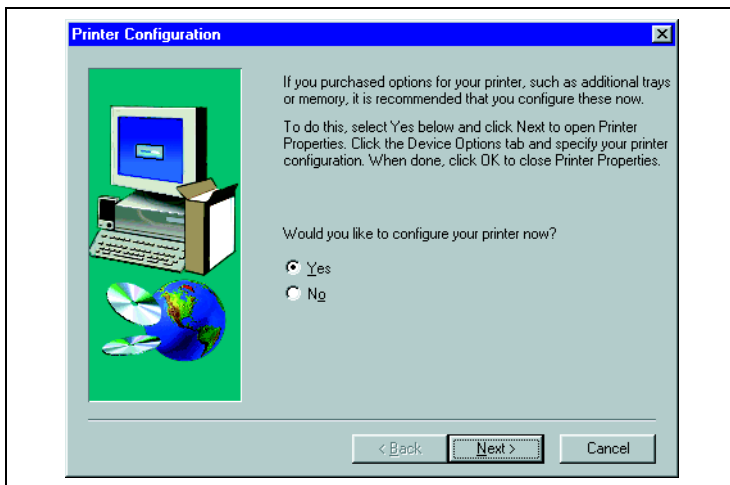 Printer Configuration
If you purchased options for your printer, such as additional trays
or memory, it is recommended that you configure these now.
To do this, select Yes below and click Next to open Printer
Properties. Click the Device Options tab and specify your printer
configuration. When done, click OK to close Printer Properties.
Would you like to configure your printer now?
Yes
No
< Back
Next >
Cancel